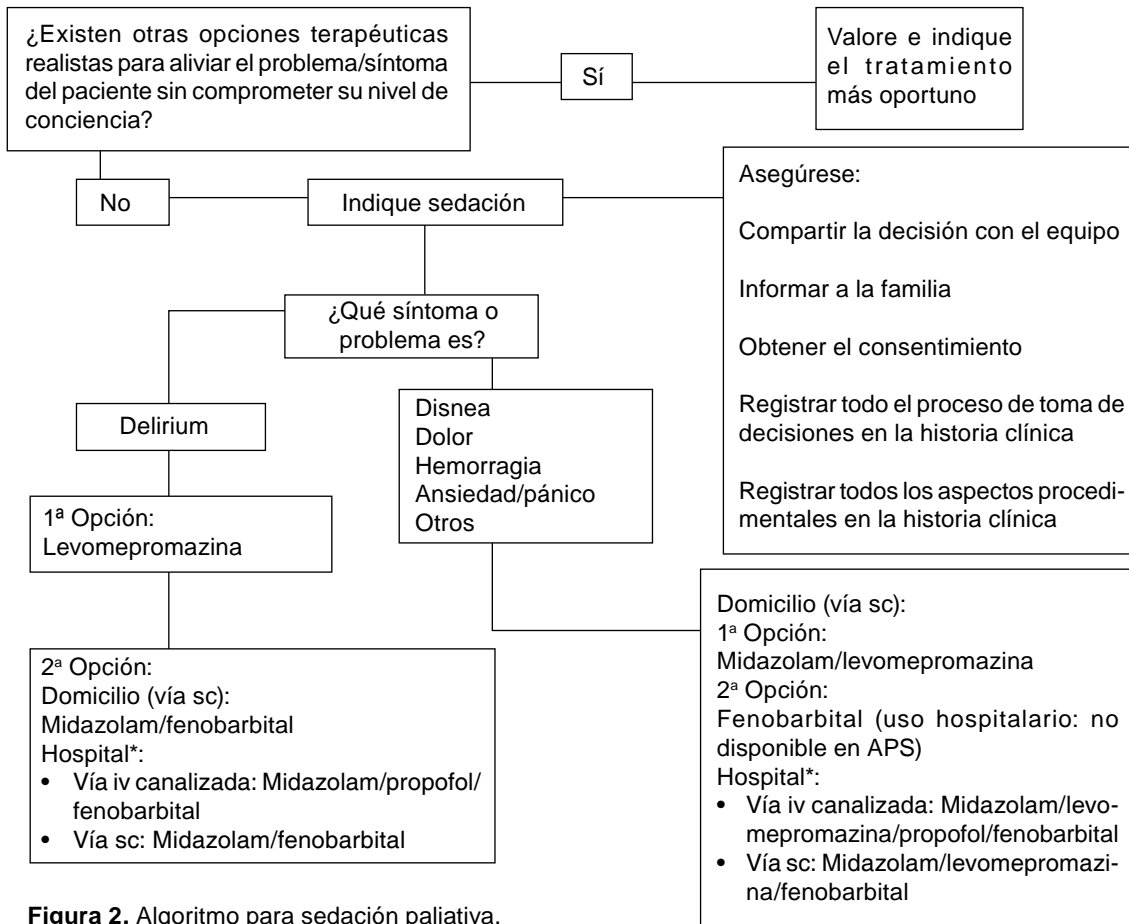 ¿Existen otras opciones terapéuticas
realistas para aliviar el problema/síntoma
del paciente sin comprometer su nivel de
conciencia?
Sí
Valore e indique
el tratamiento
más oportuno
No
Indique sedación
Asegúrese:
Compartir la decisión con el equipo
Informar a la familia
Obtener el consentimiento
Registrar todo el proceso de toma de
decisiones en la historia clínica
Registrar todos los aspectos procedi-
mentales en la historia clínica
¿Qué síntoma o
problema es?
Delirium
Disnea
Dolor
Hemorragia
Ansiedad/pánico
Otros
1ª Opción:
Levomepromazina
2ª Opción:
Domicilio (vía sc):
Midazolam/fenobarbital
Hospital*:
• Vía iv canalizada: Midazolam/propofol/
fenobarbital
• Vía sc: Midazolam/fenobarbital
Domicilio (vía sc):
1ª Opción:
Midazolam/levomepromazina
2ª Opción:
Fenobarbital (uso hospitalario: no
disponible en APS)
Hospital*:
• Vía iv canalizada: Midazolam/levo-
mepromazina/propofol/fenobarbital
• Vía sc: Midazolam/levomepromazi-
na/fenobarbital
Figura 2. Algoritmo para sedación paliativa.